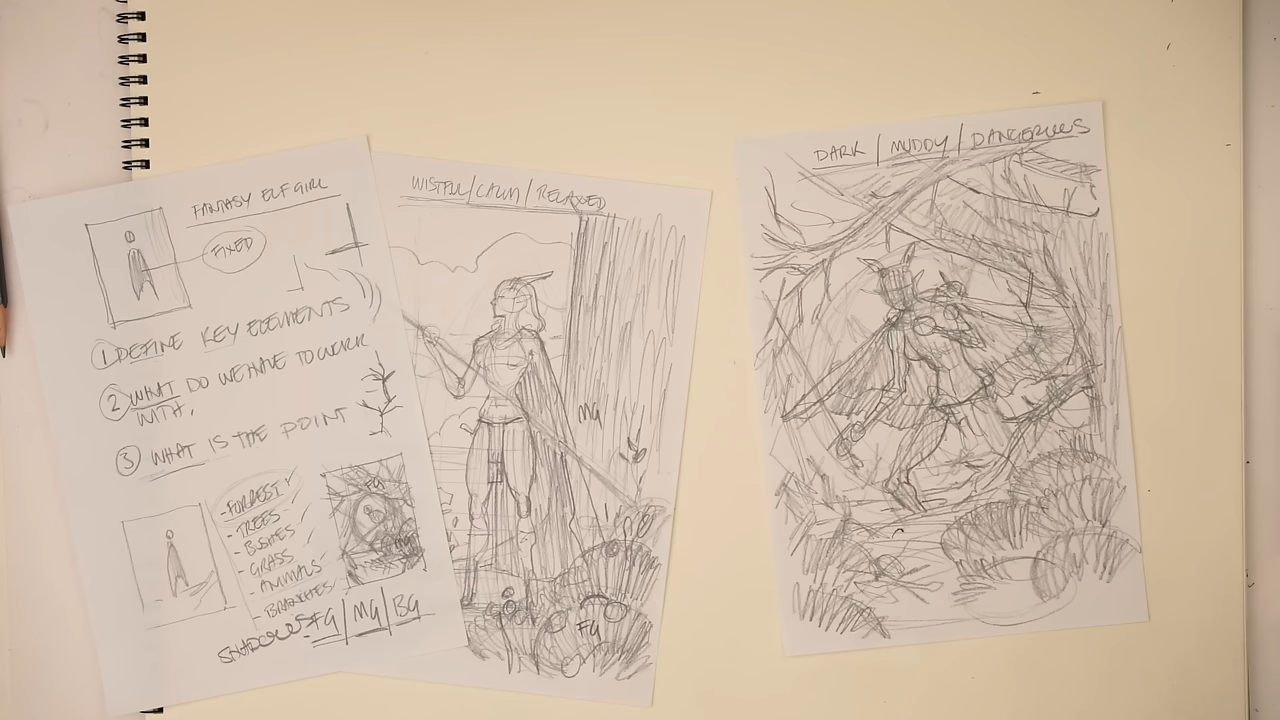 FANTASY ELF GIRL
FIXED
① DEFINE KEY ELEMENTS
② WHAT DO WE HAVE TO WORK
WITH.
③ WHAT IS THE POINT
- FORREST ✓
- TREES
- BUSHES
- GRASS
- ANIMALS
- BRANCHES
SHADOWS
FG | MG | BG
FG
WISTFUL/CALM/RELAXED
MG
FG
DARK / MUDDY / DANGEROUS